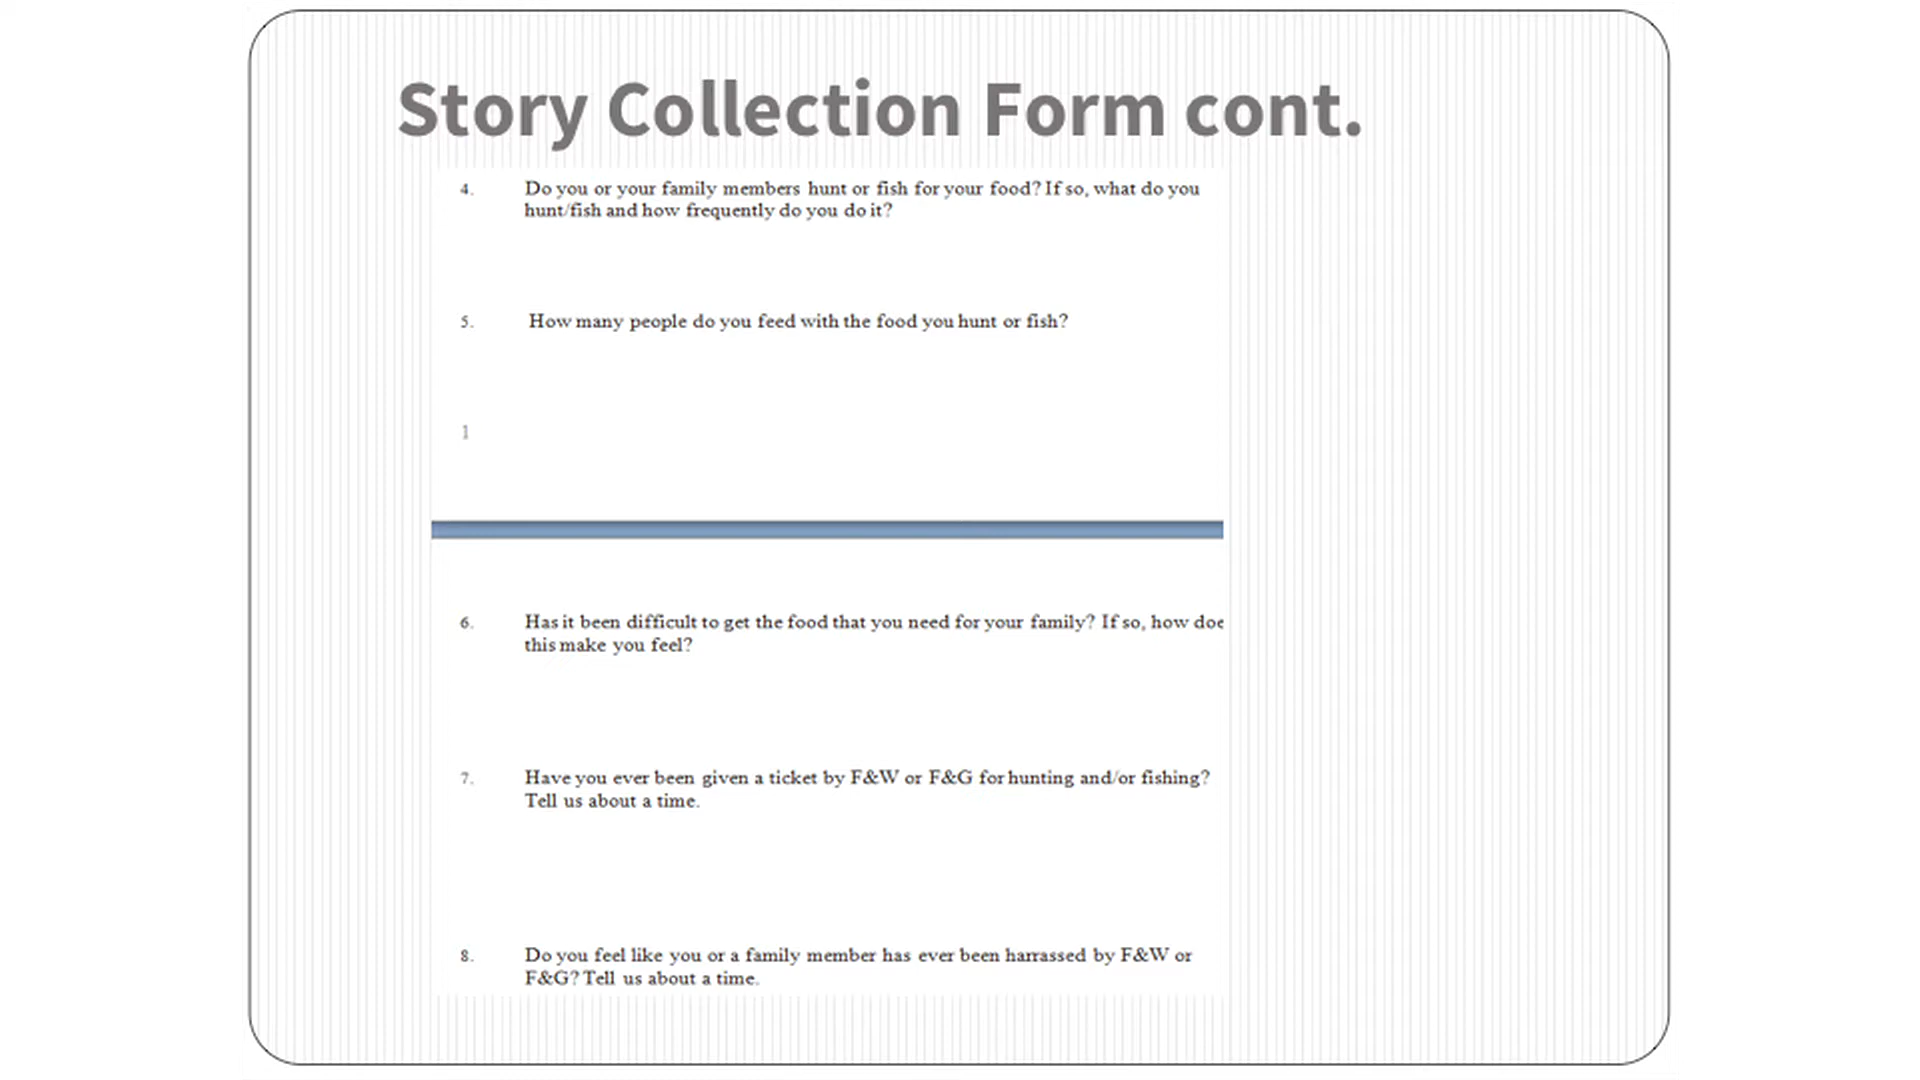 Story Collection Form cont.
4. Do you or your family members hunt or fish for your food? If so, what do you
hunt/fish and how frequently do you do it?
5. How many people do you feed with the food you hunt or fish?
1
6. Has it been difficult to get the food that you need for your family? If so, how doe
this make you feel?
7. Have you ever been given a ticket by F&W or F&G for hunting and/or fishing?
Tell us about a time.
8. Do you feel like you or a family member has ever been harrassed by F&W or
F&G? Tell us about a time.